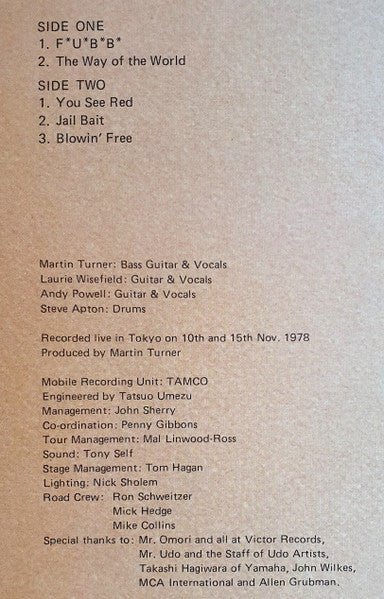 SIDE ONE
1. F*U*B*B*
2. The Way of the World
SIDE TWO
1. You See Red
2. Jail Bait
3. Blowin' Free
Martin Turner: Bass Guitar & Vocals
Laurie Wisefield: Guitar & Vocals
Andy Powell: Guitar & Vocals
Steve Apton: Drums
Recorded live in Tokyo on 10th and 15th Nov. 1978
Produced by Martin Turner
Mobile Recording Unit: TAMCO
Engineered by Tatsuo Umezu
Management: John Sherry
Co-ordination: Penny Gibbons
Tour Management: Mal Linwood-Ross
Sound: Tony Self
Stage Management: Tom Hagan
Lighting: Nick Sholem
Road Crew: Ron Schweitzer
Mick Hedge
Mike Collins
Special thanks to: Mr. Omori and all at Victor Records,
Mr. Udo and the Staff of Udo Artists,
Takashi Hagiwara of Yamaha, John Wilkes,
MCA International and Allen Grubman.